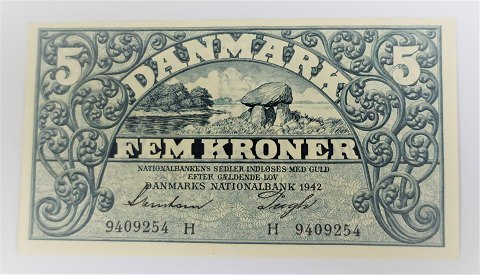 5 DANMARK 5
FEM KRONER
NATIONALBANKENS SEDLER INDLØSES MED GULD
EFTER GÆLDENDE LOV
DANMARKS NATIONALBANK 1942
9409254 H H 9409254